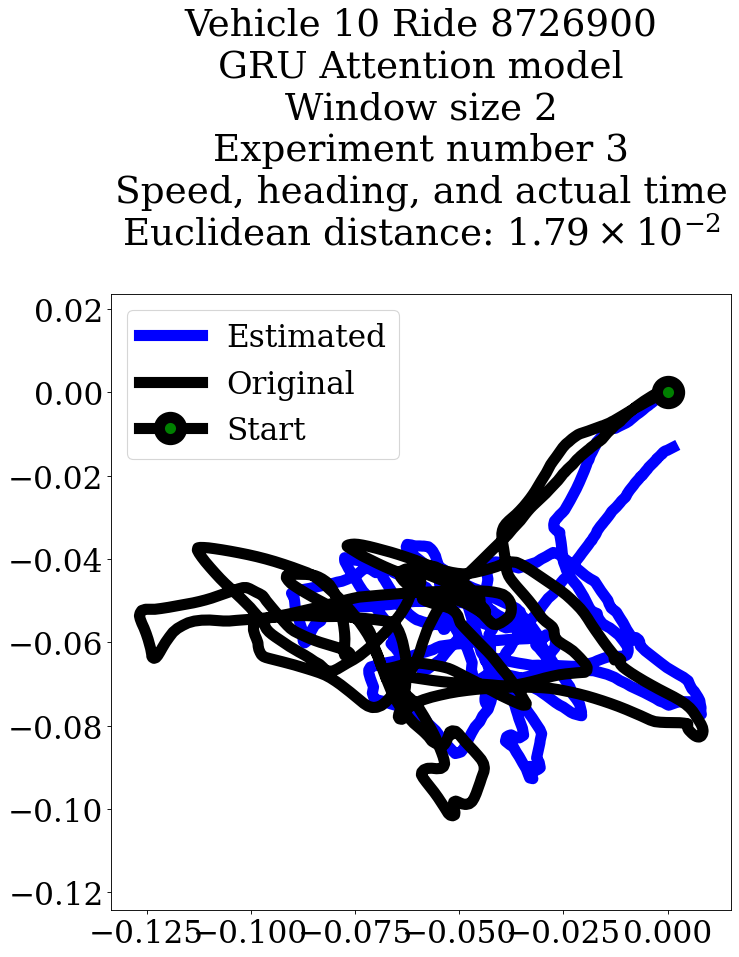 Vehicle 10 Ride 8726900
GRU Attention model
Window size 2
Experiment number 3
Speed, heading, and actual time
Euclidean distance: 1.79 × 10⁻²
Estimated
Original
Start
0.02
0.00
−0.02
−0.04
−0.06
−0.08
−0.10
−0.12
−0.125 −0.100 −0.075 −0.050 −0.025 0.000